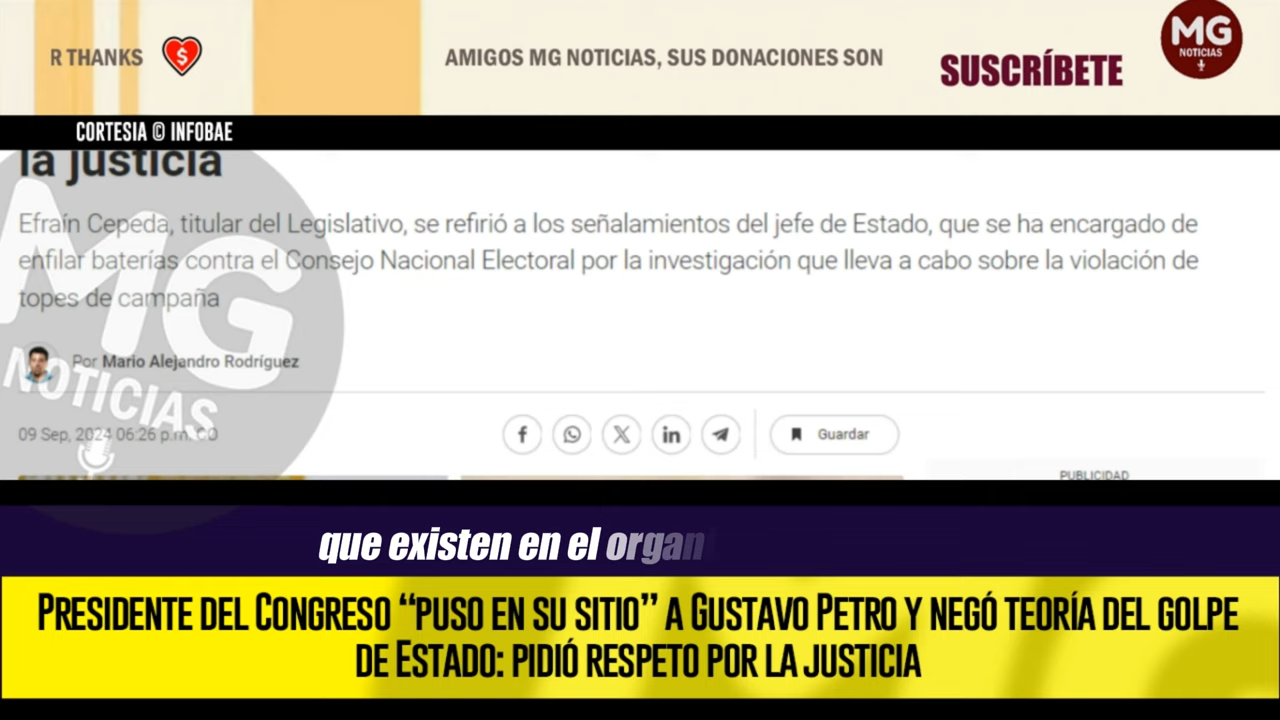 R THANKS
AMIGOS MG NOTICIAS, SUS DONACIONES SON
SUSCRÍBETE
MG
NOTICIAS
CORTESIA © INFOBAE
la justicia
Efraín Cepeda, titular del Legislativo, se refirió a los señalamientos del jefe de Estado, que se ha encargado de
enfilar baterías contra el Consejo Nacional Electoral por la investigación que lleva a cabo sobre la violación de
topes de campaña
MG
NOTICIAS
Por Mario Alejandro Rodríguez
09 Sep, 2024 06:26 p.m. CO
Guardar
PUBLICIDAD
que existen en el organi
PRESIDENTE DEL CONGRESO “PUSO EN SU SITIO” A GUSTAVO PETRO Y NEGÓ TEORÍA DEL GOLPE
DE ESTADO: PIDIÓ RESPETO POR LA JUSTICIA